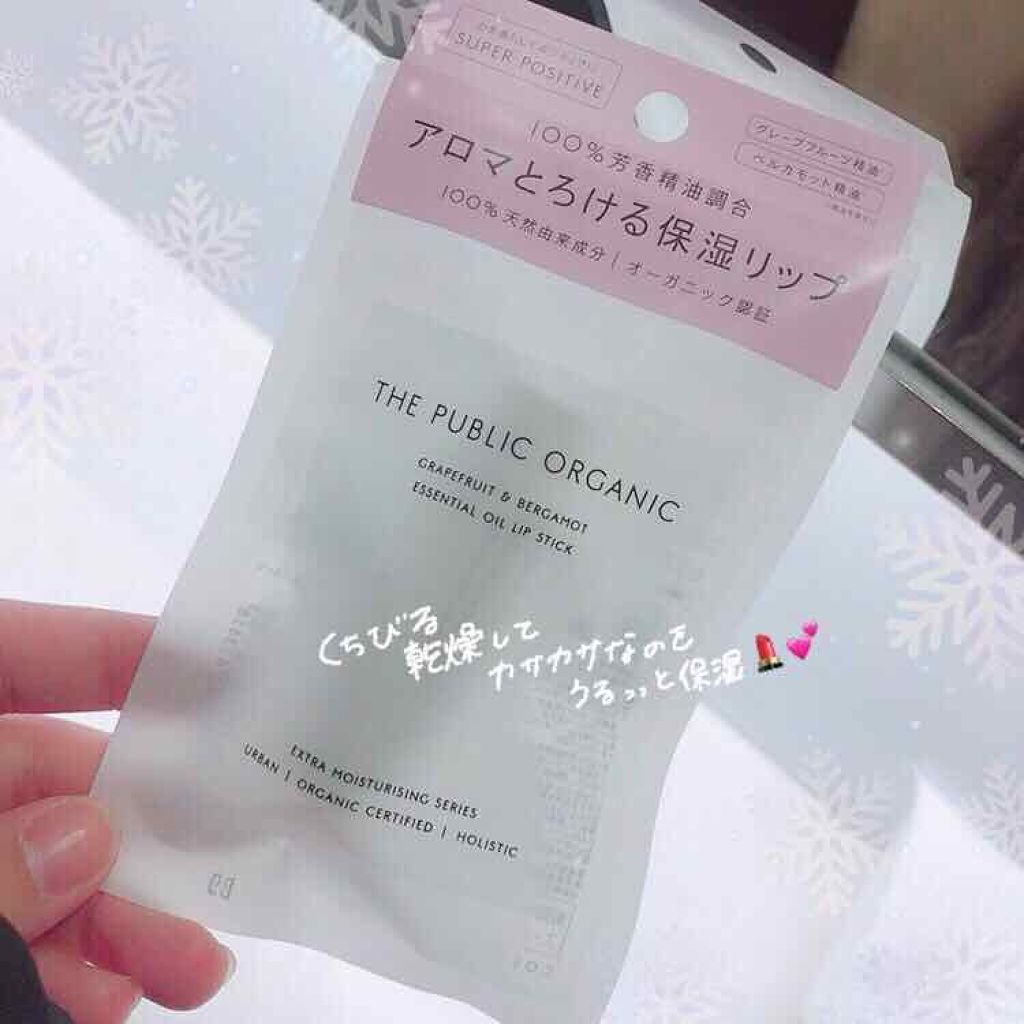 SUPER POSITIVE
100%芳香精油調合
アロマとろける保湿リップ
100%天然由来成分 | オーガニック認証
グレープフルーツ精油
ベルガモット精油
THE PUBLIC ORGANIC
GRAPEFRUIT & BERGAMOT
ESSENTIAL OIL LIP STICK
くちびる
乾燥して
カサカサなのを
うるっっと保湿💄💕
EXTRA MOISTURISING SERIES
URBAN | ORGANIC CERTIFIED | HOLISTIC